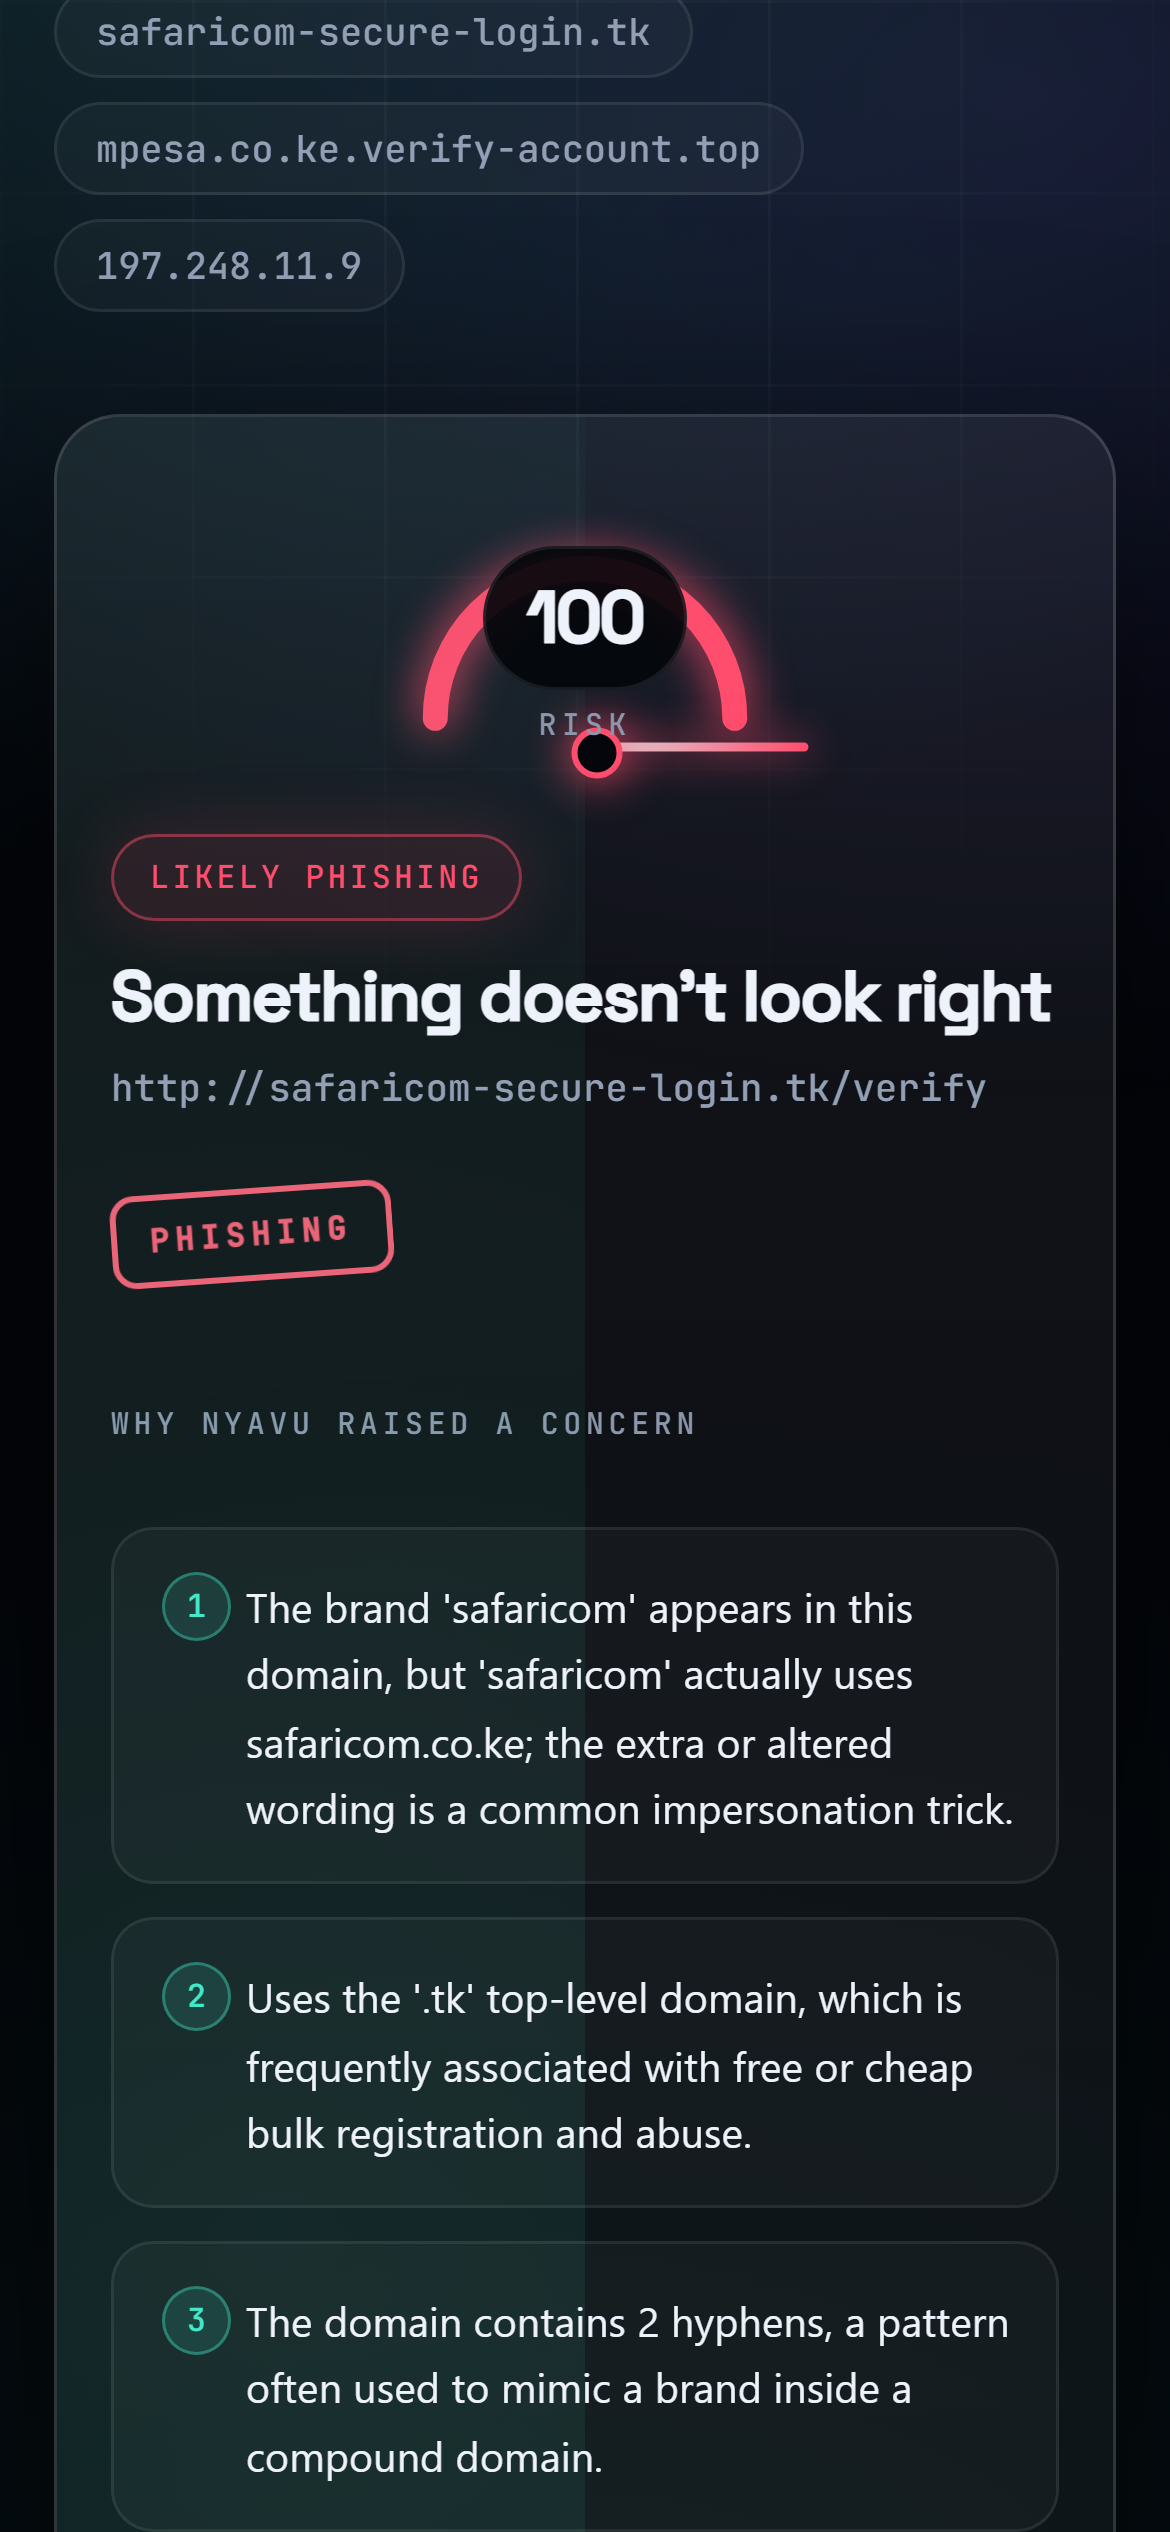 safaricom-secure-login.tk
mpesa.co.ke.verify-account.top
197.248.11.9
100
RISK
LIKELY PHISHING
Something doesn’t look right
http://safaricom-secure-login.tk/verify
PHISHING
WHY NYAVU RAISED A CONCERN
1 The brand 'safaricom' appears in this
domain, but 'safaricom' actually uses
safaricom.co.ke; the extra or altered
wording is a common impersonation trick.
2 Uses the '.tk' top-level domain, which is
frequently associated with free or cheap
bulk registration and abuse.
3 The domain contains 2 hyphens, a pattern
often used to mimic a brand inside a
compound domain.